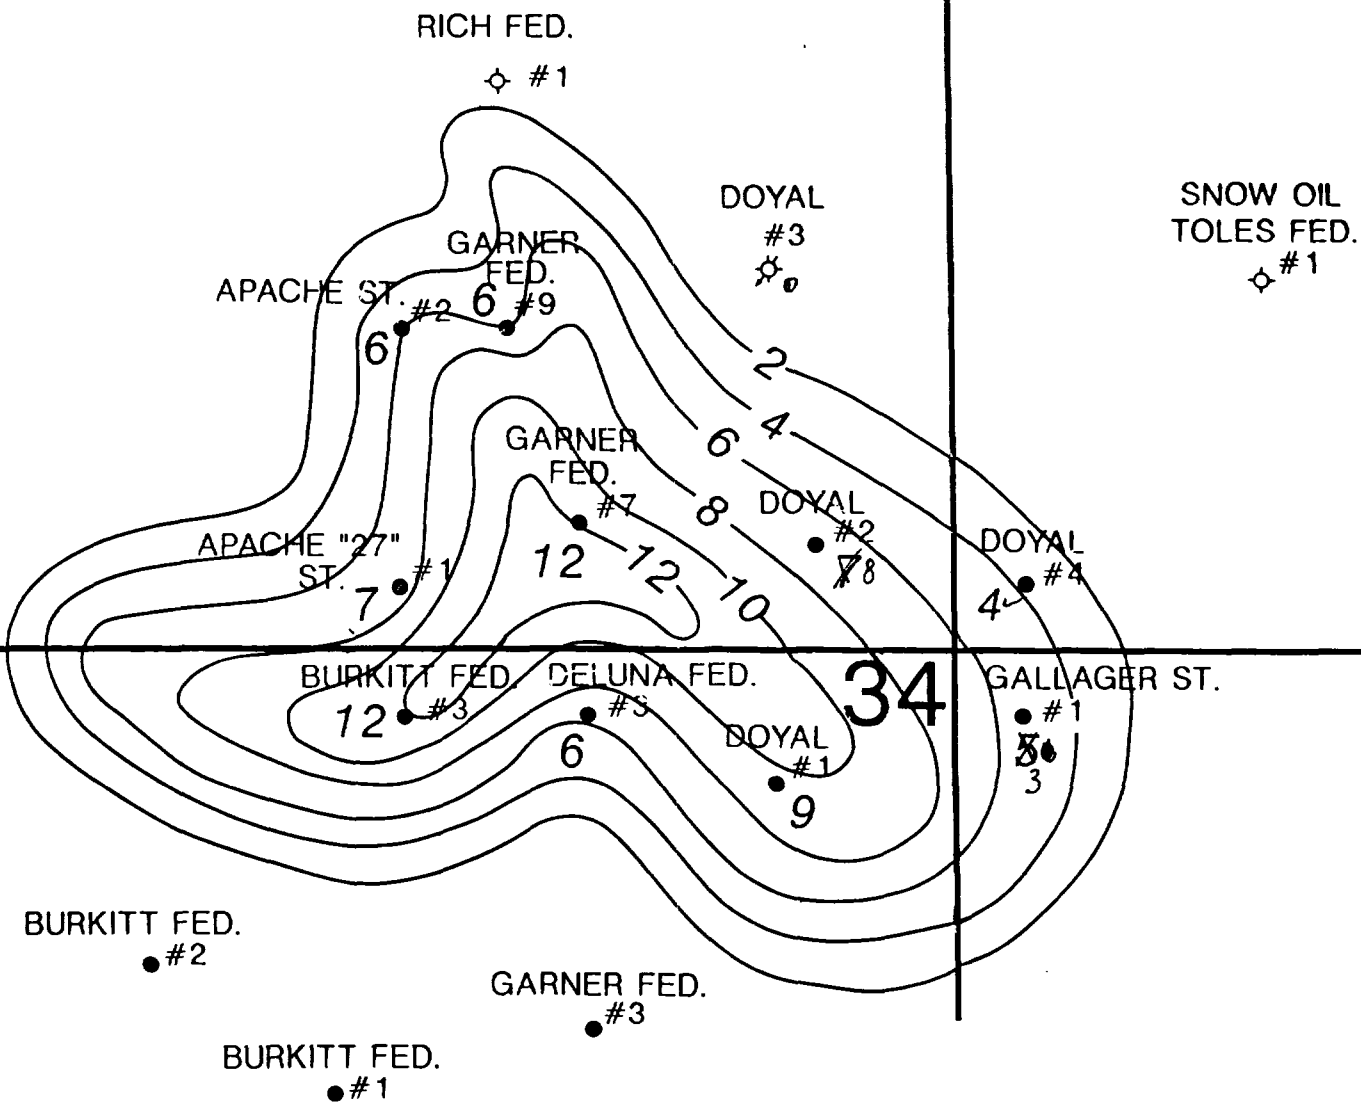 RICH FED.
#1
DOYAL
#3
0
SNOW OIL
TOLES FED.
#1
GARNER
FED.
6 #9
APACHE ST.
#2
6
2
4
6
8
10
12
GARNER
FED.
#7
12
DOYAL
#2
8
DOYAL
#4
4
APACHE "27"
ST. #1
7
BURKITT FED.
12 #3
DELUNA FED.
#3
6
34
GALLAGER ST.
#1
3
DOYAL
#1
9
BURKITT FED.
#2
GARNER FED.
#3
BURKITT FED.
#1